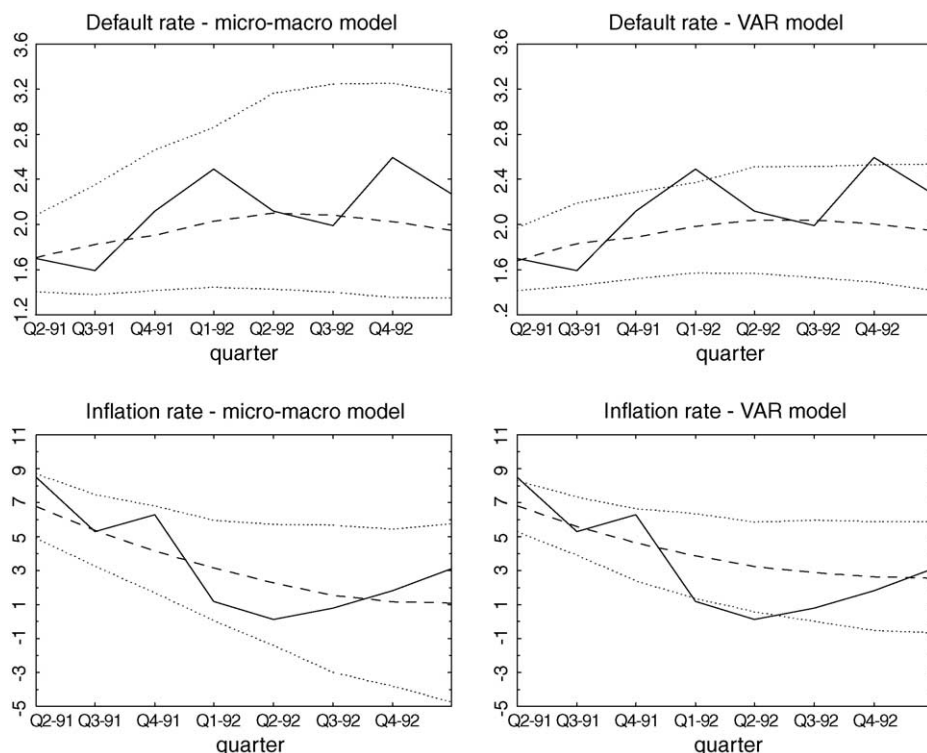 Default rate - micro-macro model
3.6
3.2
2.8
2.4
2.0
1.6
1.2
Q2-91 Q3-91 Q4-91 Q1-92 Q2-92 Q3-92 Q4-92
quarter
Default rate - VAR model
3.6
3.2
2.8
2.4
2.0
1.6
.2
Q2-91 Q3-91 Q4-91 Q1-92 Q2-92 Q3-92 Q4-92
quarter
Inflation rate - micro-macro model
11
9
7
5
3
1
-1
-3
-5
Q2-91 Q3-91 Q4-91 Q1-92 Q2-92 Q3-92 Q4-92
quarter
Inflation rate - VAR model
11
9
7
5
3
1
-1
-3
-5
Q2-91 Q3-91 Q4-91 Q1-92 Q2-92 Q3-92 Q4-92
quarter